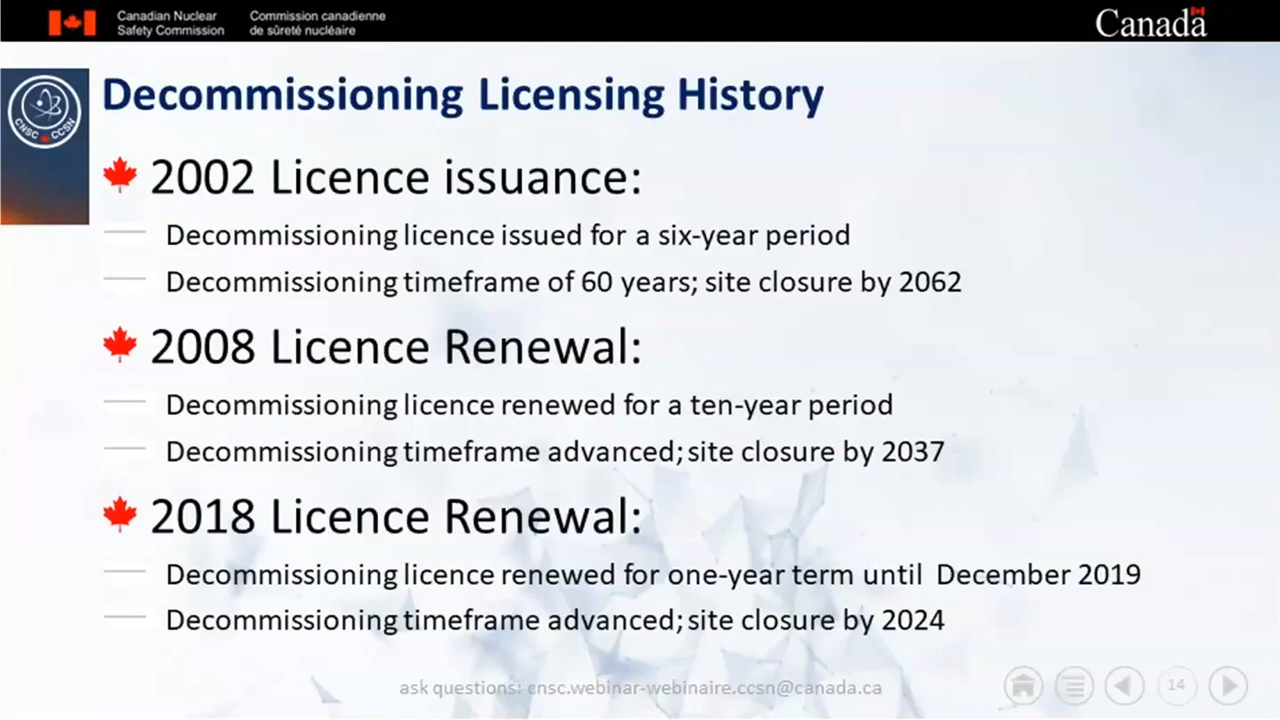 Canadian Nuclear
Safety Commission
Commission canadienne
de sûreté nucléaire
Canada
CNSC CCSN
Decommissioning Licensing History
2002 Licence issuance:
Decommissioning licence issued for a six-year period
Decommissioning timeframe of 60 years; site closure by 2062
2008 Licence Renewal:
Decommissioning licence renewed for a ten-year period
Decommissioning timeframe advanced; site closure by 2037
2018 Licence Renewal:
Decommissioning licence renewed for one-year term until December 2019
Decommissioning timeframe advanced; site closure by 2024
ask questions: cnsc.webinar-webinaire.ccsn@canada.ca
14